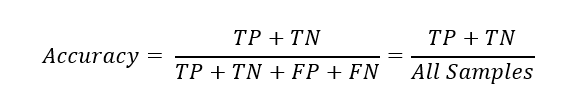 Accuracy = TP + TN / TP + TN + FP + FN = TP + TN / All Samples